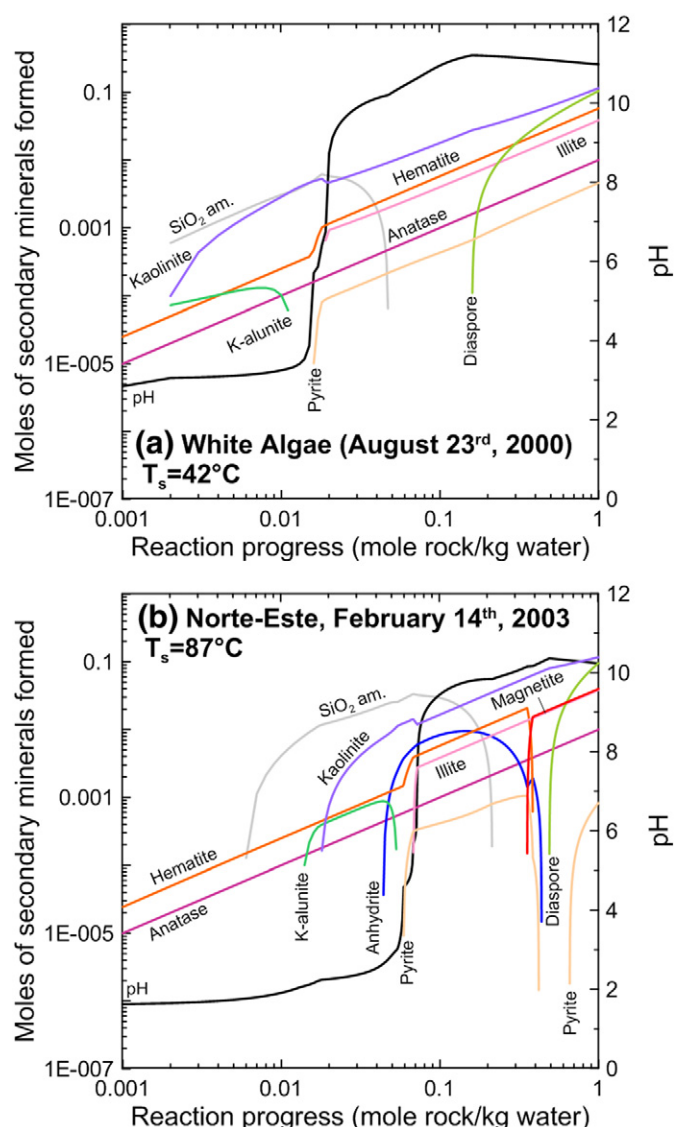 12
0.1
10
Hematite
Illite
SiO2 am.
8
0.001
Anatase
Kaolinite
6
K-alunite
Diaspore
4
1E-005
pH
Pyrite
2
(a) White Algae (August 23rd, 2000)
Ts=42°C
1E-007
0
0.001
0.01
0.1
1
Moles of secondary minerals formed
pH
Reaction progress (mole rock/kg water)
12
(b) Norte-Este, February 14th, 2003
Ts=87°C
0.1
10
Magnetite
SiO2 am.
Kaolinite
8
Illite
0.001
Hematite
6
K-alunite
Anhydrite
Diaspore
Anatase
4
1E-005
Pyrite
Pyrite
pH
2
1E-007
0
0.001
0.01
0.1
1
Moles of secondary minerals formed
pH
Reaction progress (mole rock/kg water)